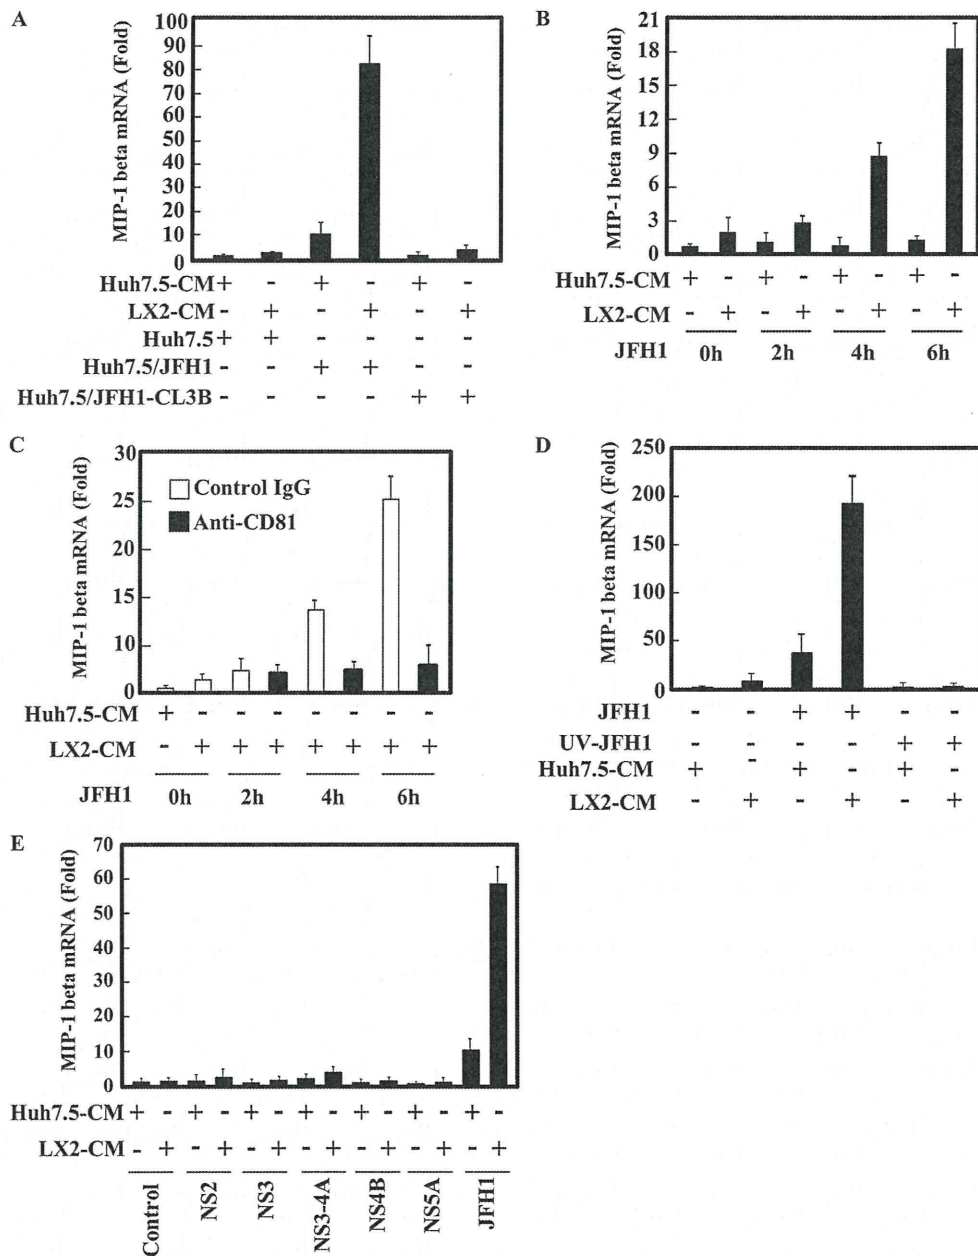 A
MIP-1 beta mRNA (Fold)
100
90
80
70
60
50
40
30
20
10
0
Huh7.5-CM + - + - + -
LX2-CM - + - + - +
Huh7.5 + + - - - -
Huh7.5/JFH1 - - + + - -
Huh7.5/JFH1-CL3B - - - - + +
B
MIP-1 beta mRNA (Fold)
21
18
15
12
9
6
3
0
Huh7.5-CM + - + - + - + -
LX2-CM - + - + - + - +
JFH1 0h 2h 4h 6h
C
MIP-1 beta mRNA (Fold)
30
25
20
15
10
5
0
Control IgG
Anti-CD81
Huh7.5-CM + - - - - - - -
LX2-CM - + + + + + + +
JFH1 0h 2h 4h 6h
D
MIP-1 beta mRNA (Fold)
250
200
150
100
50
0
JFH1 - - + + - -
UV-JFH1 - - - - + +
Huh7.5-CM + - + - + -
LX2-CM - + - + - +
E
MIP-1 beta mRNA (Fold)
70
60
50
40
30
20
10
0
Huh7.5-CM + - + - + - + - + - + - + -
LX2-CM - + - + - + - + - + - + - +
Control NS2 NS3 NS3-4A NS4B NS5A JFH1